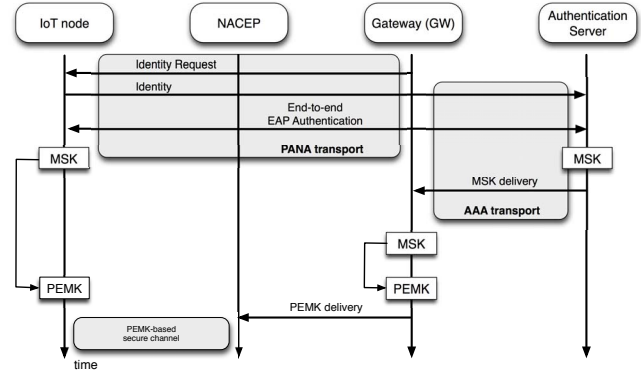 IoT node
NACEP
Gateway (GW)
Authentication
Server
Identity Request
Identity
End-to-end
EAP Authentication
PANA transport
MSK
MSK
MSK delivery
AAA transport
MSK
PEMK
PEMK
PEMK delivery
PEMK-based
secure channel
time